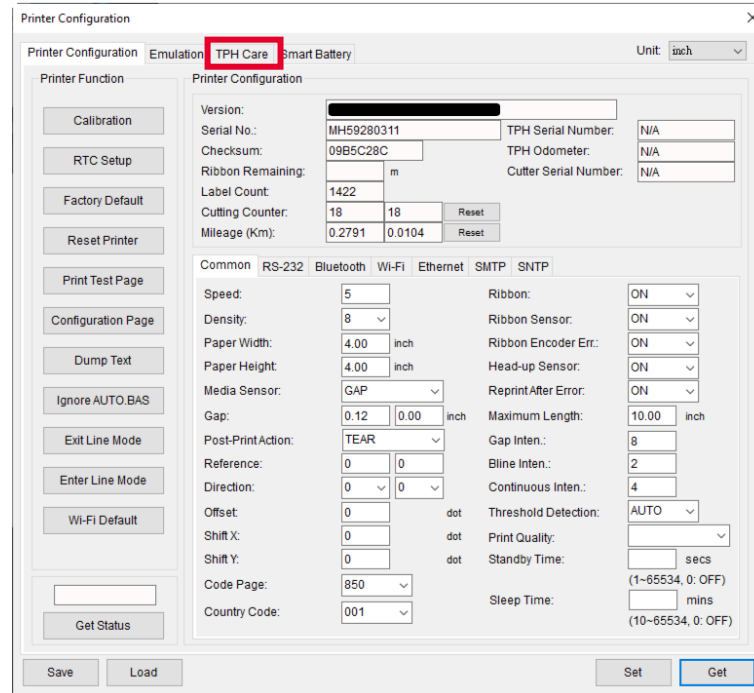 Printer Configuration
Printer Configuration Emulation TPH Care Smart Battery Unit: inch
Printer Function
Calibration
RTC Setup
Factory Default
Reset Printer
Print Test Page
Configuration Page
Dump Text
Ignore AUTO.BAS
Exit Line Mode
Enter Line Mode
Wi-Fi Default
Get Status
Printer Configuration
Version:
Serial No.: MH59280311 TPH Serial Number: N/A
Checksum: 09B5C28C TPH Odometer: N/A
Ribbon Remaining: m Cutter Serial Number: N/A
Label Count: 1422
Cutting Counter: 18 18 Reset
Mileage (Km): 0.2791 0.0104 Reset
Common RS-232 Bluetooth Wi-Fi Ethernet SMTP SNTP
Speed: 5 Ribbon: ON
Density: 8 Ribbon Sensor: ON
Paper Width: 4.00 inch Ribbon Encoder Err.: ON
Paper Height: 4.00 inch Head-up Sensor: ON
Media Sensor: GAP Reprint After Error: ON
Gap: 0.12 0.00 inch Maximum Length: 10.00 inch
Post-Print Action: TEAR Gap Inten.: 8
Reference: 0 0 Bline Inten.: 2
Direction: 0 0 Continuous Inten.: 4
Offset: 0 dot Threshold Detection: AUTO
Shift X: 0 dot Print Quality:
Shift Y: 0 dot Standby Time: secs
(1~65534, 0: OFF)
Code Page: 850
Sleep Time: mins
Country Code: 001
(10~65534, 0: OFF)
Save Load Set Get